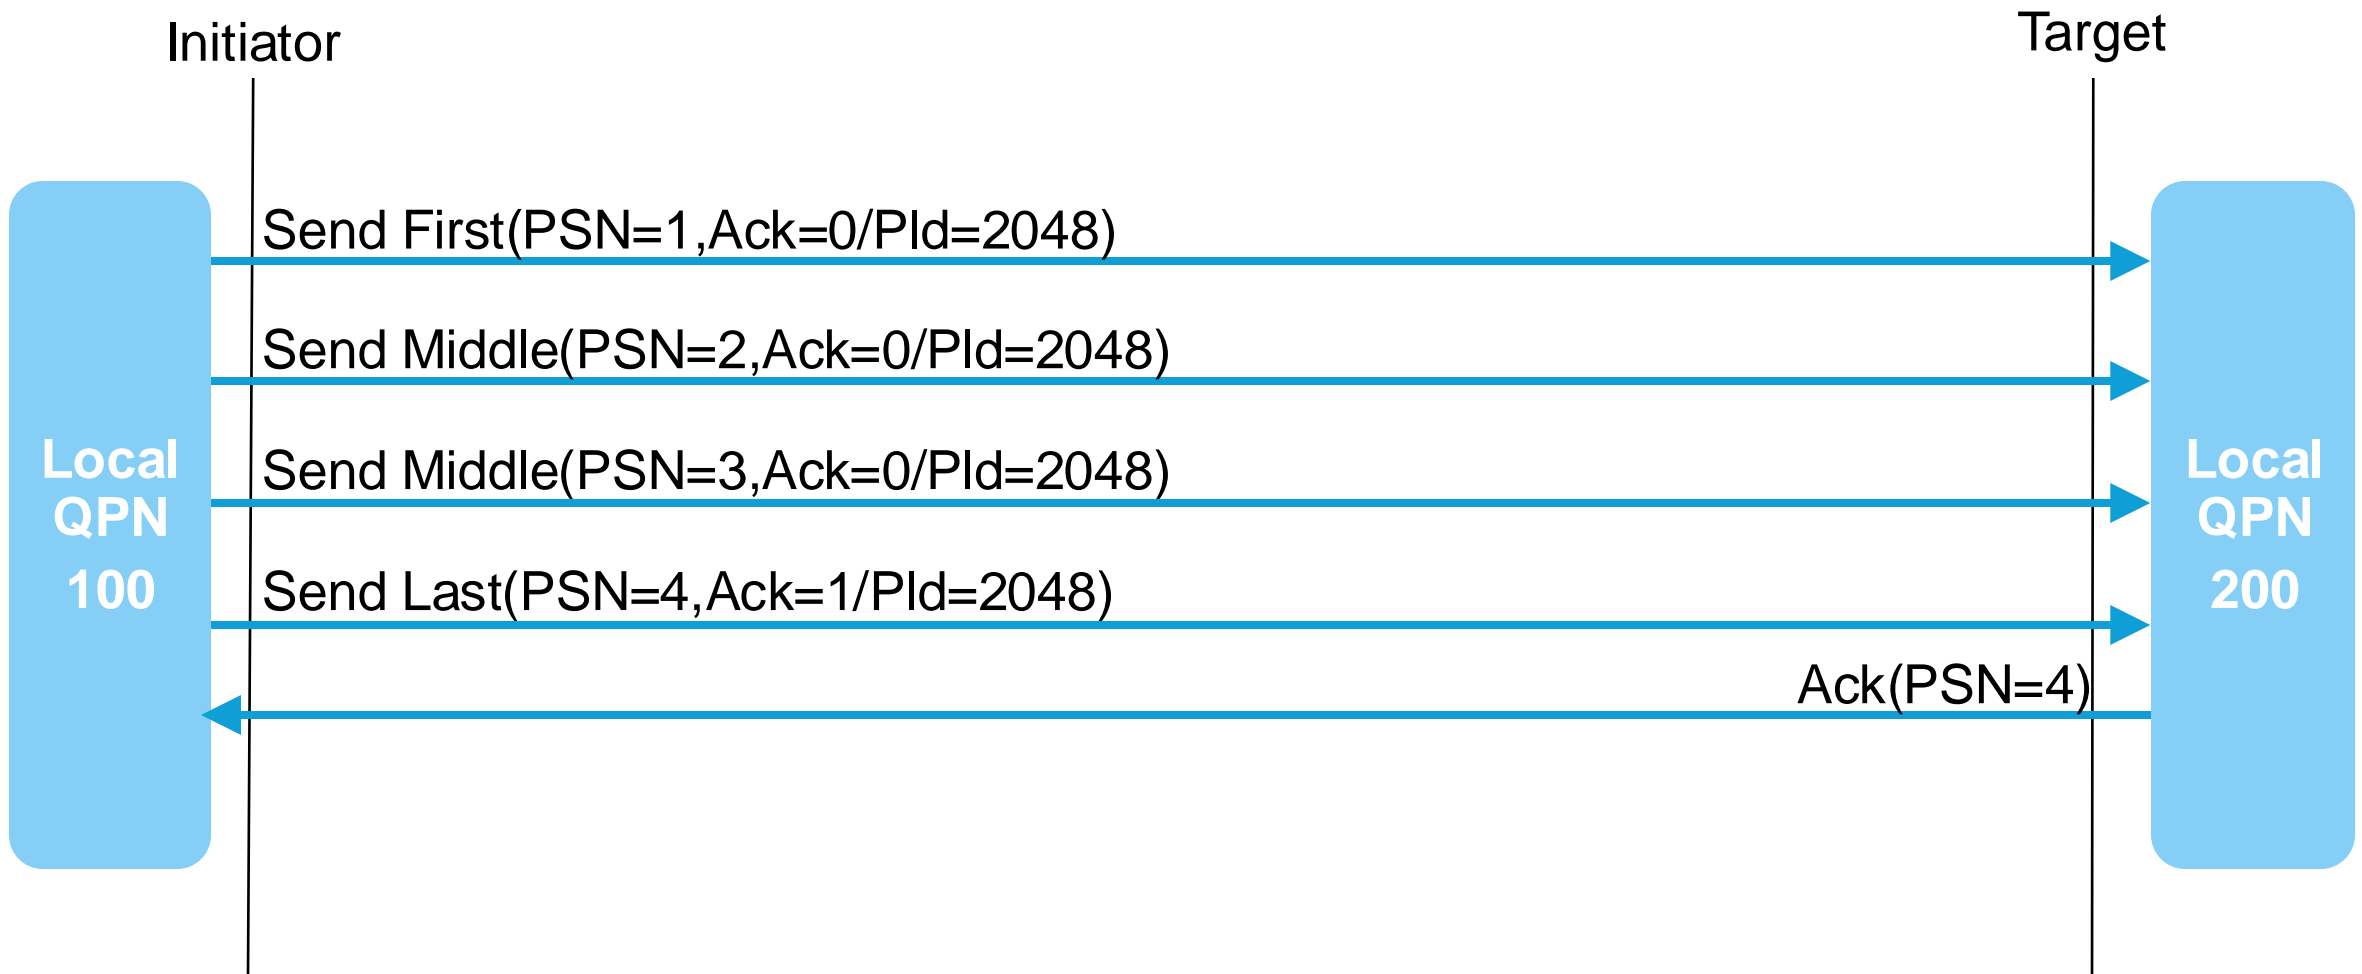 Initiator
Target
Send First(PSN=1,Ack=0/Pld=2048)
Send Middle(PSN=2,Ack=0/Pld=2048)
Send Middle(PSN=3,Ack=0/Pld=2048)
Send Last(PSN=4,Ack=1/Pld=2048)
Ack(PSN=4)
Local
QPN
100
Local
QPN
200